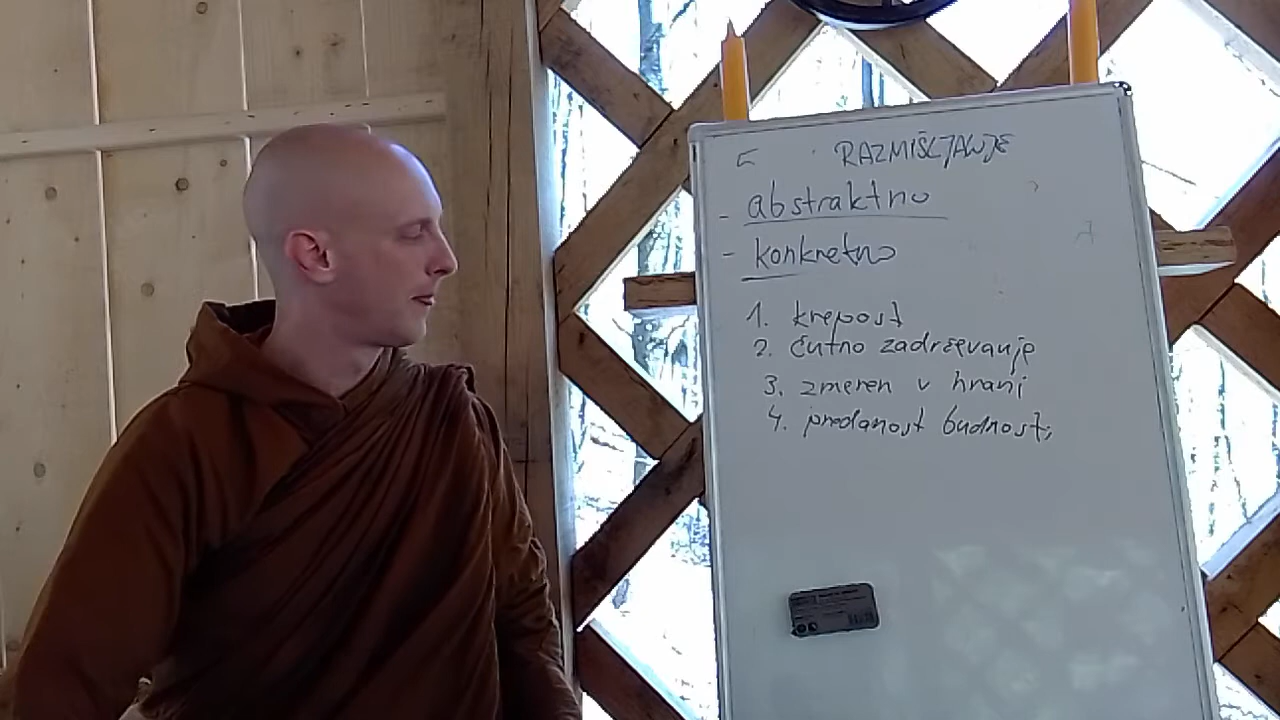 RAZMIŠLJANJE
- abstraktno
- konkretno
1. krepost
2. čutno zadrževanje
3. zmeren v hrani
4. predanost budnosti